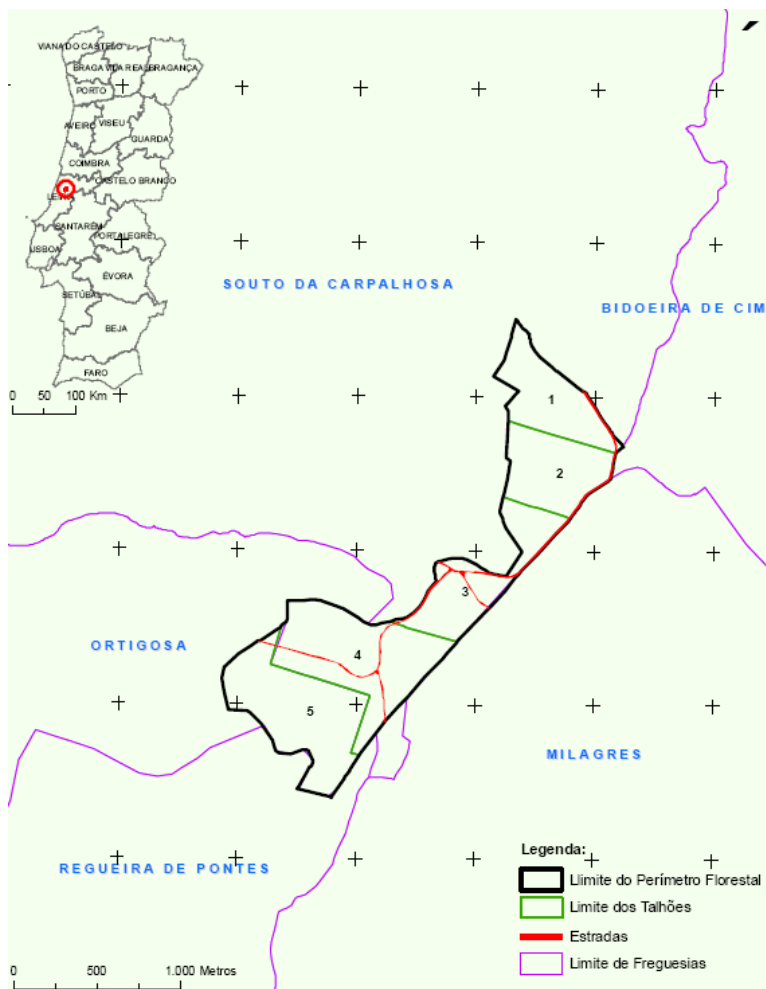 VIANA DO CASTELO
BRAGA VILA REAL BRAGANÇA
PORTO
AVEIRO VISEU
GUARDA
COIMBRA
CASTELO BRANCO
LEIRIA
SANTARÉM
PORTALEGRE
LISBOA
ÉVORA
SETÚBAL
BEJA
FARO
0 50 100 Km
SOUTO DA CARPALHOSA
BIDOEIRA DE CIM
1
2
3
ORTIGOSA
4
5
MILAGRES
REGUEIRA DE PONTES
Legenda:
Llimite do Perímetro Florestal
Limite dos Talhões
Estradas
Limite de Freguesias
0 500 1.000 Metros